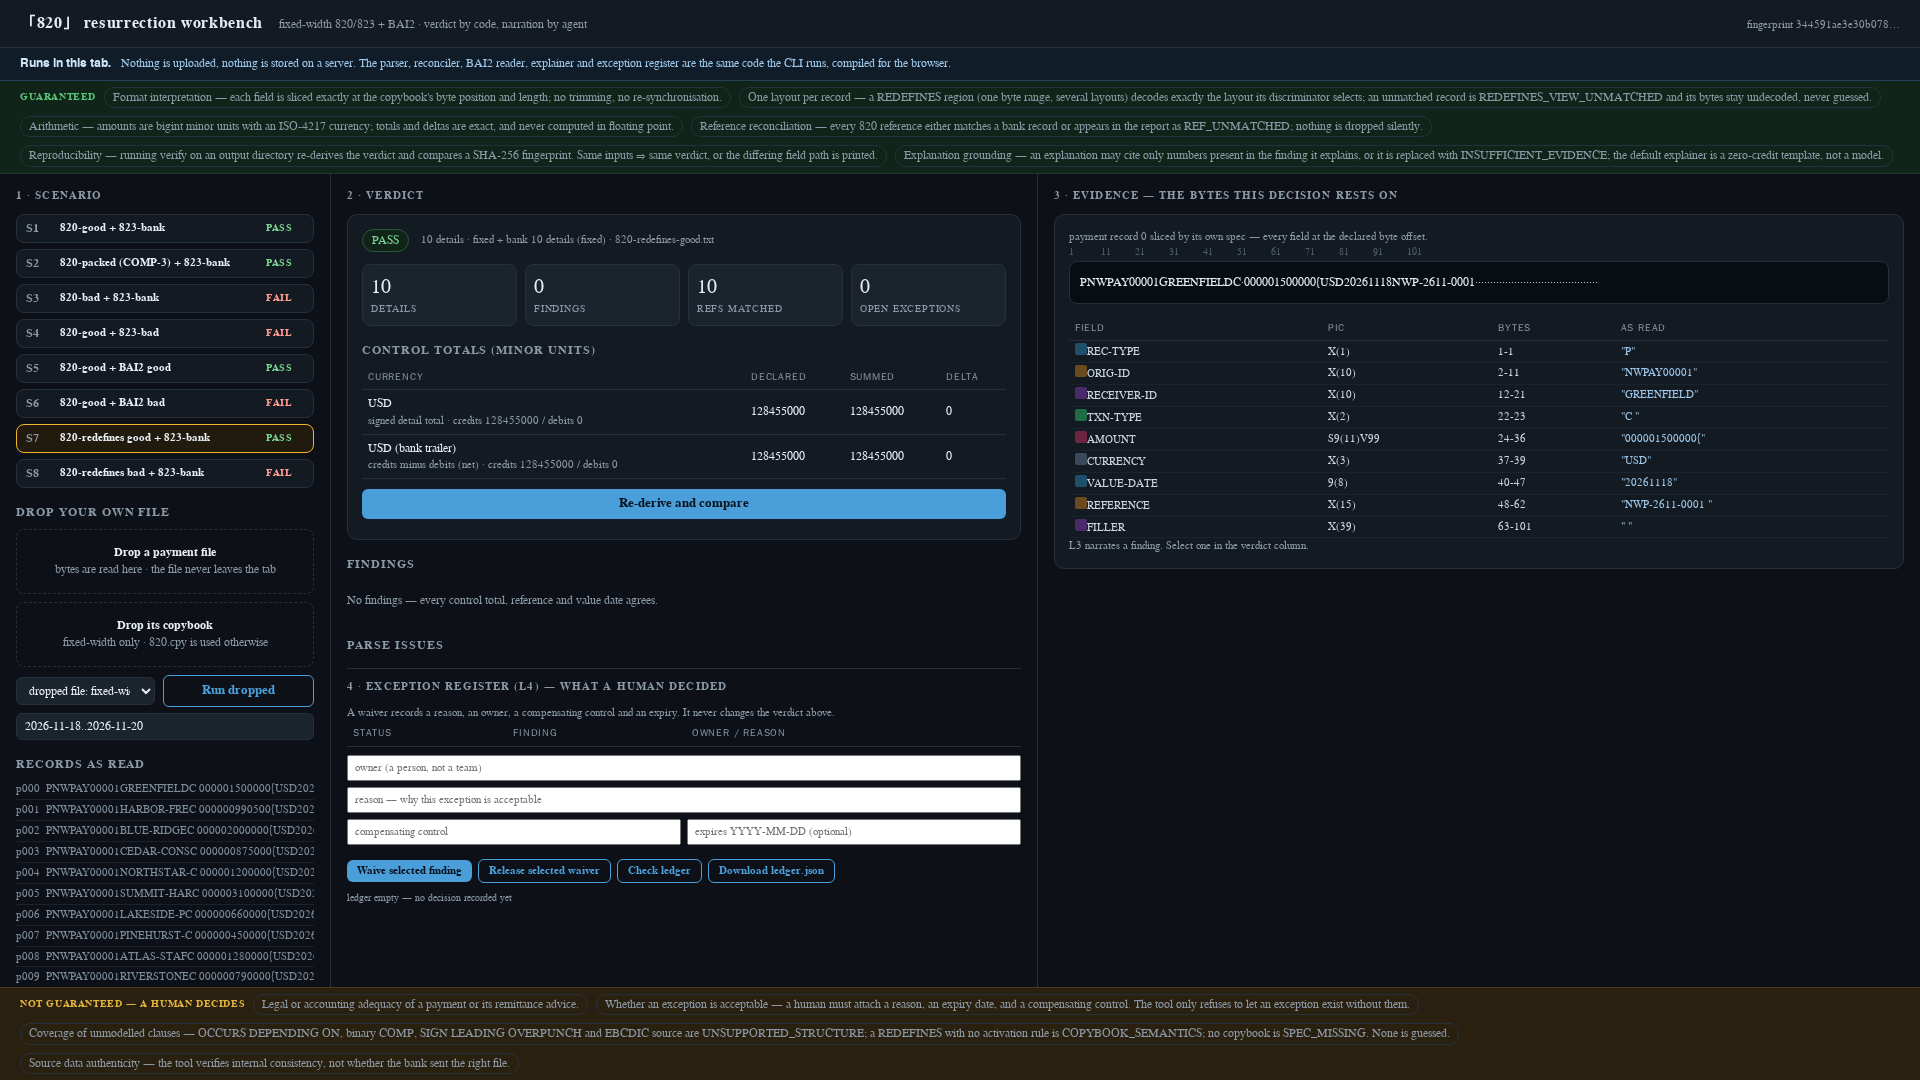 「820」 resurrection workbench
fixed-width 820/823 + BAI2 · verdict by code, narration by agent
fingerprint 344591ae3e30b078…
Runs in this tab. Nothing is uploaded, nothing is stored on a server. The parser, reconciler, BAI2 reader, explainer and exception register are the same code the CLI runs, compiled for the browser.
GUARANTEED
Format interpretation — each field is sliced exactly at the copybook's byte position and length; no trimming, no re-synchronisation.
One layout per record — a REDEFINES region (one byte range, several layouts) decodes exactly the layout its discriminator selects; an unmatched record is REDEFINES_VIEW_UNMATCHED and its bytes stay undecoded, never guessed.
Arithmetic — amounts are bigint minor units with an ISO-4217 currency; totals and deltas are exact, and never computed in floating point.
Reference reconciliation — every 820 reference either matches a bank record or appears in the report as REF_UNMATCHED; nothing is dropped silently.
Reproducibility — running verify on an output directory re-derives the verdict and compares a SHA-256 fingerprint. Same inputs ⇒ same verdict, or the differing field path is printed.
Explanation grounding — an explanation may cite only numbers present in the finding it explains, or it is replaced with INSUFFICIENT_EVIDENCE; the default explainer is a zero-credit template, not a model.
1 · SCENARIO
S1 820-good + 823-bank PASS
S2 820-packed (COMP-3) + 823-bank PASS
S3 820-bad + 823-bank FAIL
S4 820-good + 823-bad FAIL
S5 820-good + BAI2 good PASS
S6 820-good + BAI2 bad FAIL
S7 820-redefines good + 823-bank PASS
S8 820-redefines bad + 823-bank FAIL
DROP YOUR OWN FILE
Drop a payment file
bytes are read here · the file never leaves the tab
Drop its copybook
fixed-width only · 820.cpy is used otherwise
dropped file: fixed-wi
Run dropped
2026-11-18..2026-11-20
RECORDS AS READ
p000 PNWPAY00001GREENFIELDC 000001500000{USD202
p001 PNWPAY00001HARBOR-FREC 000000990500{USD202
p002 PNWPAY00001BLUE-RIDGEC 000002000000{USD202
p003 PNWPAY00001CEDAR-CONSC 000000875000{USD202
p004 PNWPAY00001NORTHSTAR-C 000001200000{USD202
p005 PNWPAY00001SUMMIT-HARC 000003100000{USD202
p006 PNWPAY00001LAKESIDE-PC 000000660000{USD2026
p007 PNWPAY00001PINEHURST-C 000000450000{USD2026
p008 PNWPAY00001ATLAS-STAFC 000001280000{USD202
p009 PNWPAY00001RIVERSTONEC 000000790000{USD202
2 · VERDICT
PASS 10 details · fixed + bank 10 details (fixed) · 820-redefines-good.txt
10 DETAILS
0 FINDINGS
10 REFS MATCHED
0 OPEN EXCEPTIONS
CONTROL TOTALS (MINOR UNITS)
CURRENCY DECLARED SUMMED DELTA
USD 128455000 128455000 0
signed detail total · credits 128455000 / debits 0
USD (bank trailer) 128455000 128455000 0
credits minus debits (net) · credits 128455000 / debits 0
Re-derive and compare
FINDINGS
No findings — every control total, reference and value date agrees.
PARSE ISSUES
4 · EXCEPTION REGISTER (L4) — WHAT A HUMAN DECIDED
A waiver records a reason, an owner, a compensating control and an expiry. It never changes the verdict above.
STATUS FINDING OWNER / REASON
owner (a person, not a team)
reason — why this exception is acceptable
compensating control
expires YYYY-MM-DD (optional)
Waive selected finding
Release selected waiver
Check ledger
Download ledger.json
ledger empty — no decision recorded yet
3 · EVIDENCE — THE BYTES THIS DECISION RESTS ON
payment record 0 sliced by its own spec — every field at the declared byte offset.
1 11 21 31 41 51 61 71 81 91 101
PNWPAY00001GREENFIELDC·000001500000{USD20261118NWP-2611-0001········································
FIELD PIC BYTES AS READ
REC-TYPE X(1) 1-1 "P"
ORIG-ID X(10) 2-11 "NWPAY00001"
RECEIVER-ID X(10) 12-21 "GREENFIELD"
TXN-TYPE X(2) 22-23 "C "
AMOUNT S9(11)V99 24-36 "000001500000{"
CURRENCY X(3) 37-39 "USD"
VALUE-DATE 9(8) 40-47 "20261118"
REFERENCE X(15) 48-62 "NWP-2611-0001 "
FILLER X(39) 63-101 " "
L3 narrates a finding. Select one in the verdict column.
NOT GUARANTEED — A HUMAN DECIDES
Legal or accounting adequacy of a payment or its remittance advice.
Whether an exception is acceptable — a human must attach a reason, an expiry date, and a compensating control. The tool only refuses to let an exception exist without them.
Coverage of unmodelled clauses — OCCURS DEPENDING ON, binary COMP, SIGN LEADING OVERPUNCH and EBCDIC source are UNSUPPORTED_STRUCTURE; a REDEFINES with no activation rule is COPYBOOK_SEMANTICS; no copybook is SPEC_MISSING. None is guessed.
Source data authenticity — the tool verifies internal consistency, not whether the bank sent the right file.